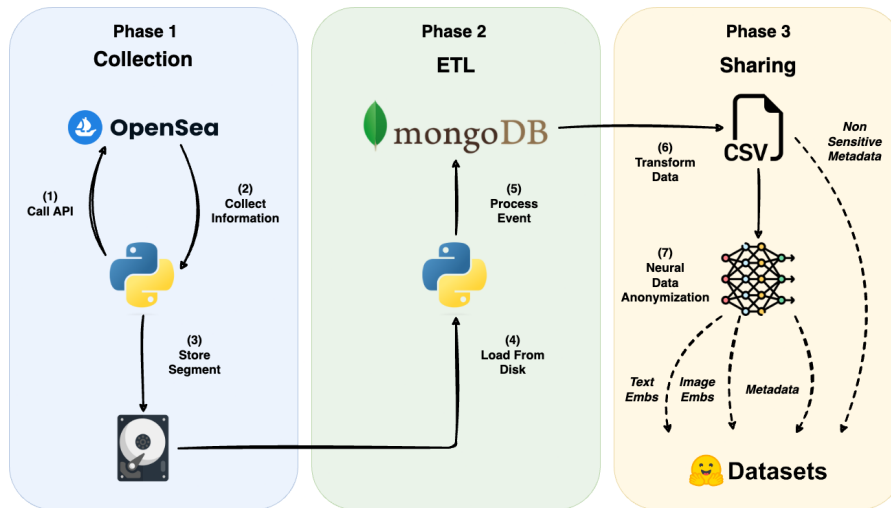 Phase 1
Collection
OpenSea
(1)
Call API
(2)
Collect
Information
(3)
Store
Segment
Phase 2
ETL
mongoDB
(5)
Process
Event
(4)
Load From
Disk
Phase 3
Sharing
CSV
(6)
Transform
Data
Non
Sensitive
Metadata
(7)
Neural
Data
Anonymization
Text
Embs
Image
Embs
Metadata
Datasets